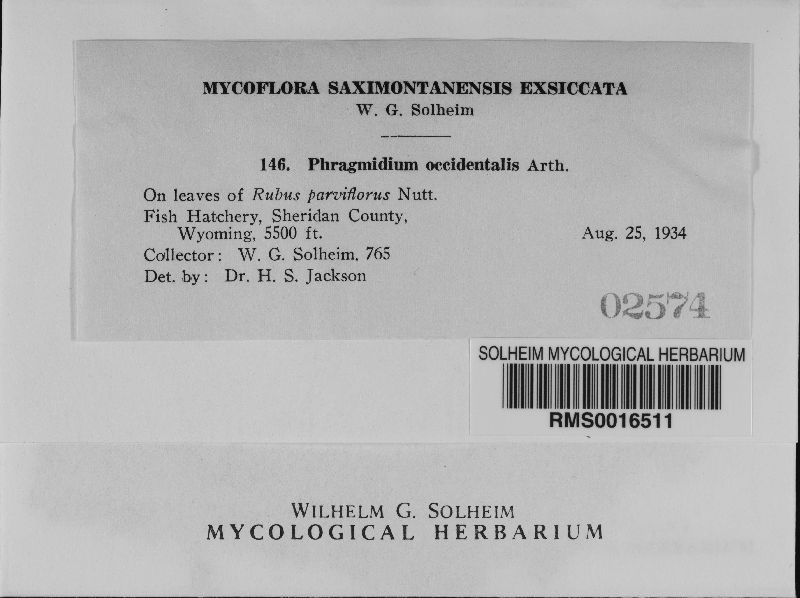 MYCOFLORA SAXIMONTANENSIS EXSICCATA
W. G. Solheim
146. Phragmidium occidentalis Arth.
On leaves of Rubus parviflorus Nutt.
Fish Hatchery, Sheridan County,
Wyoming, 5500 ft. Aug. 25, 1934
Collector: W. G. Solheim, 765
Det. by: Dr. H. S. Jackson
02574
SOLHEIM MYCOLOGICAL HERBARIUM
RMS0016511
WILHELM G. SOLHEIM
MYCOLOGICAL HERBARIUM